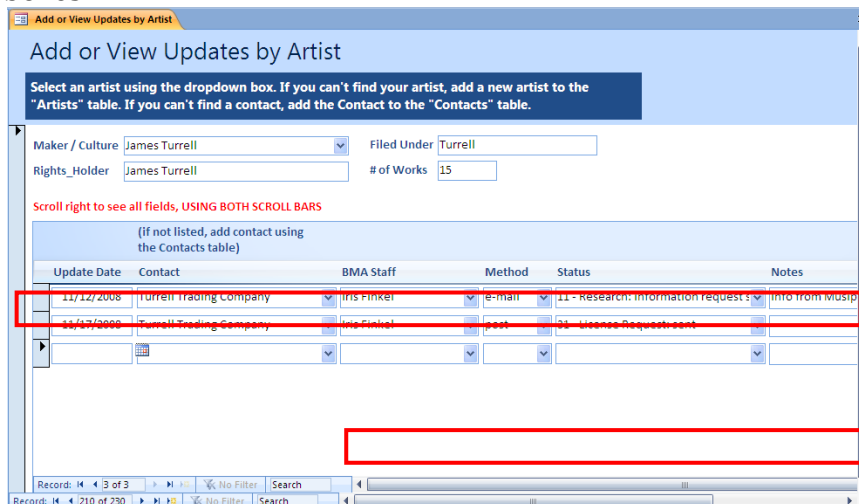 Add or View Updates by Artist
Add or View Updates by Artist
Select an artist using the dropdown box. If you can't find your artist, add a new artist to the
"Artists" table. If you can't find a contact, add the Contact to the "Contacts" table.
Maker / Culture James Turrell Filed Under Turrell
Rights_Holder James Turrell # of Works 15
Scroll right to see all fields, USING BOTH SCROLL BARS
(if not listed, add contact using
the Contacts table)
Update Date Contact BMA Staff Method Status Notes
11/12/2008 Turrell Trading Company Iris Finkel e-mail 11 - Research: Information request s Info from Musip
11/17/2008 Turrell Trading Company Iris Finkel post 31 - License Request: sent
Record: 3 of 3 No Filter Search
Record: 210 of 230 No Filter Search